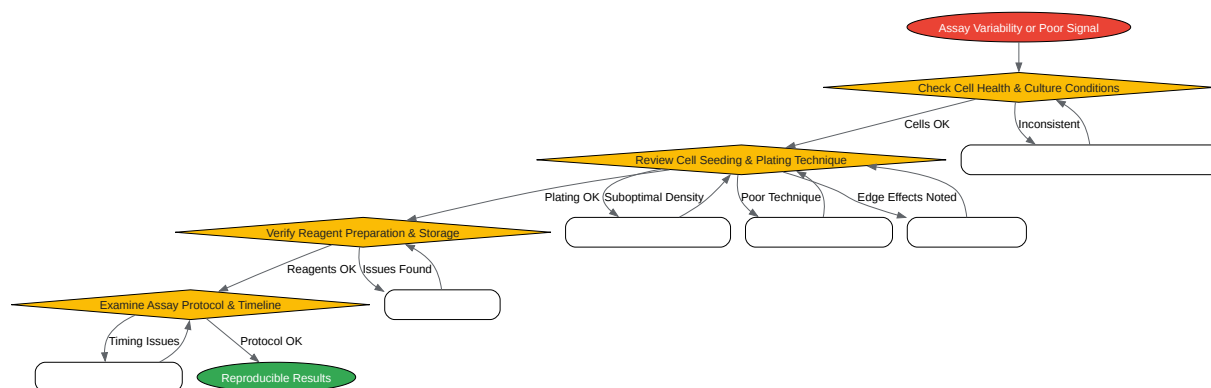 Assay Variability or Poor Signal
Check Cell Health & Culture Conditions
Cells OK
Inconsistent
Review Cell Seeding & Plating Technique
Plating OK
Suboptimal Density
Poor Technique
Edge Effects Noted
Verify Reagent Preparation & Storage
Reagents OK
Issues Found
Examine Assay Protocol & Timeline
Timing Issues
Protocol OK
Reproducible Results